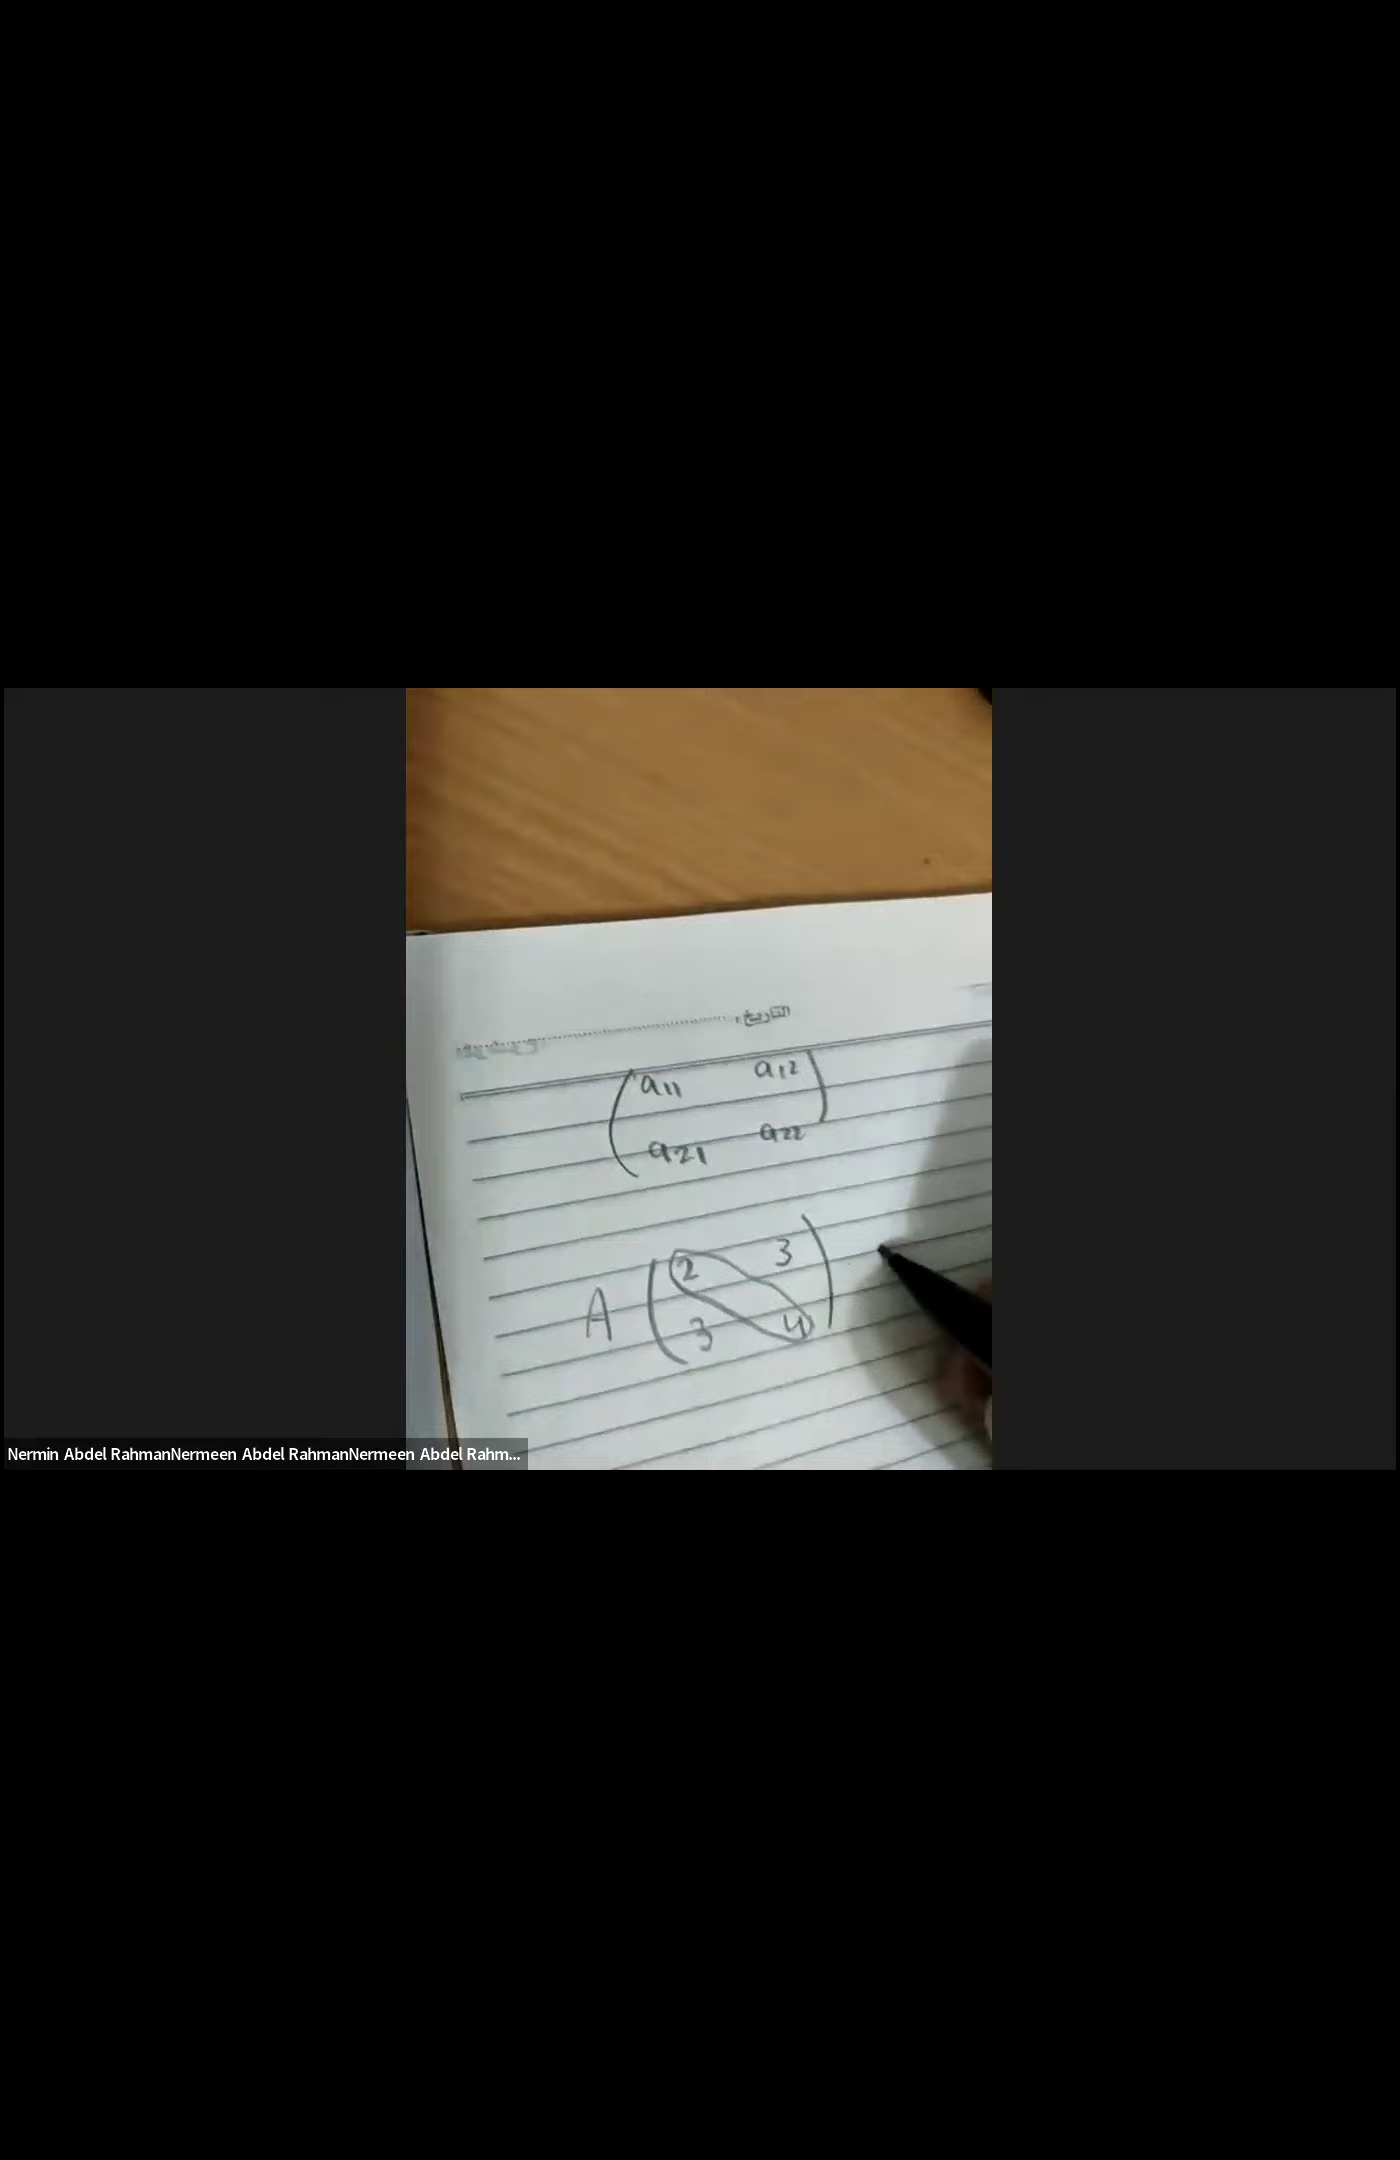 التاريخ:
a11 a12
a21 a22
A ( 2 3
3 4 )
Nermin Abdel RahmanNermeen Abdel RahmanNermeen Abdel Rahm...